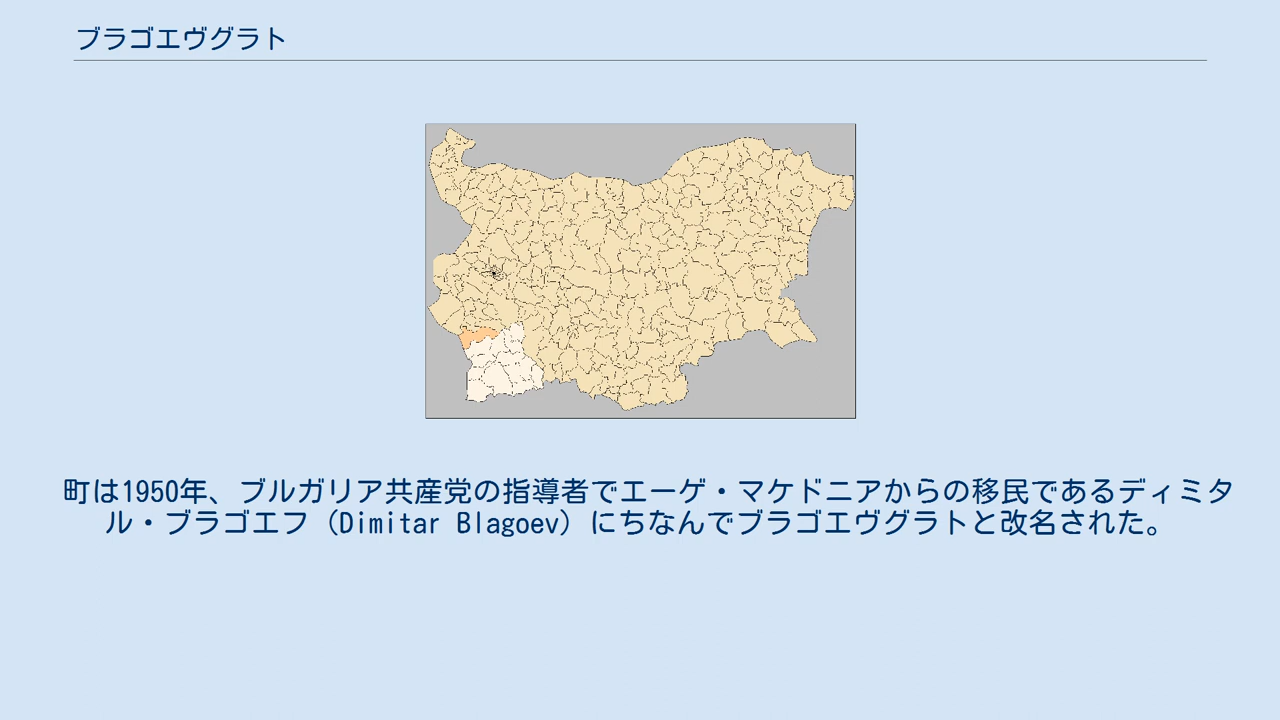 ブラゴエヴグラト
町は1950年、ブルガリア共産党の指導者でエーゲ・マケドニアからの移民であるディミタ
ル・ブラゴエフ（Dimitar Blagoev）にちなんでブラゴエヴグラトと改名された。